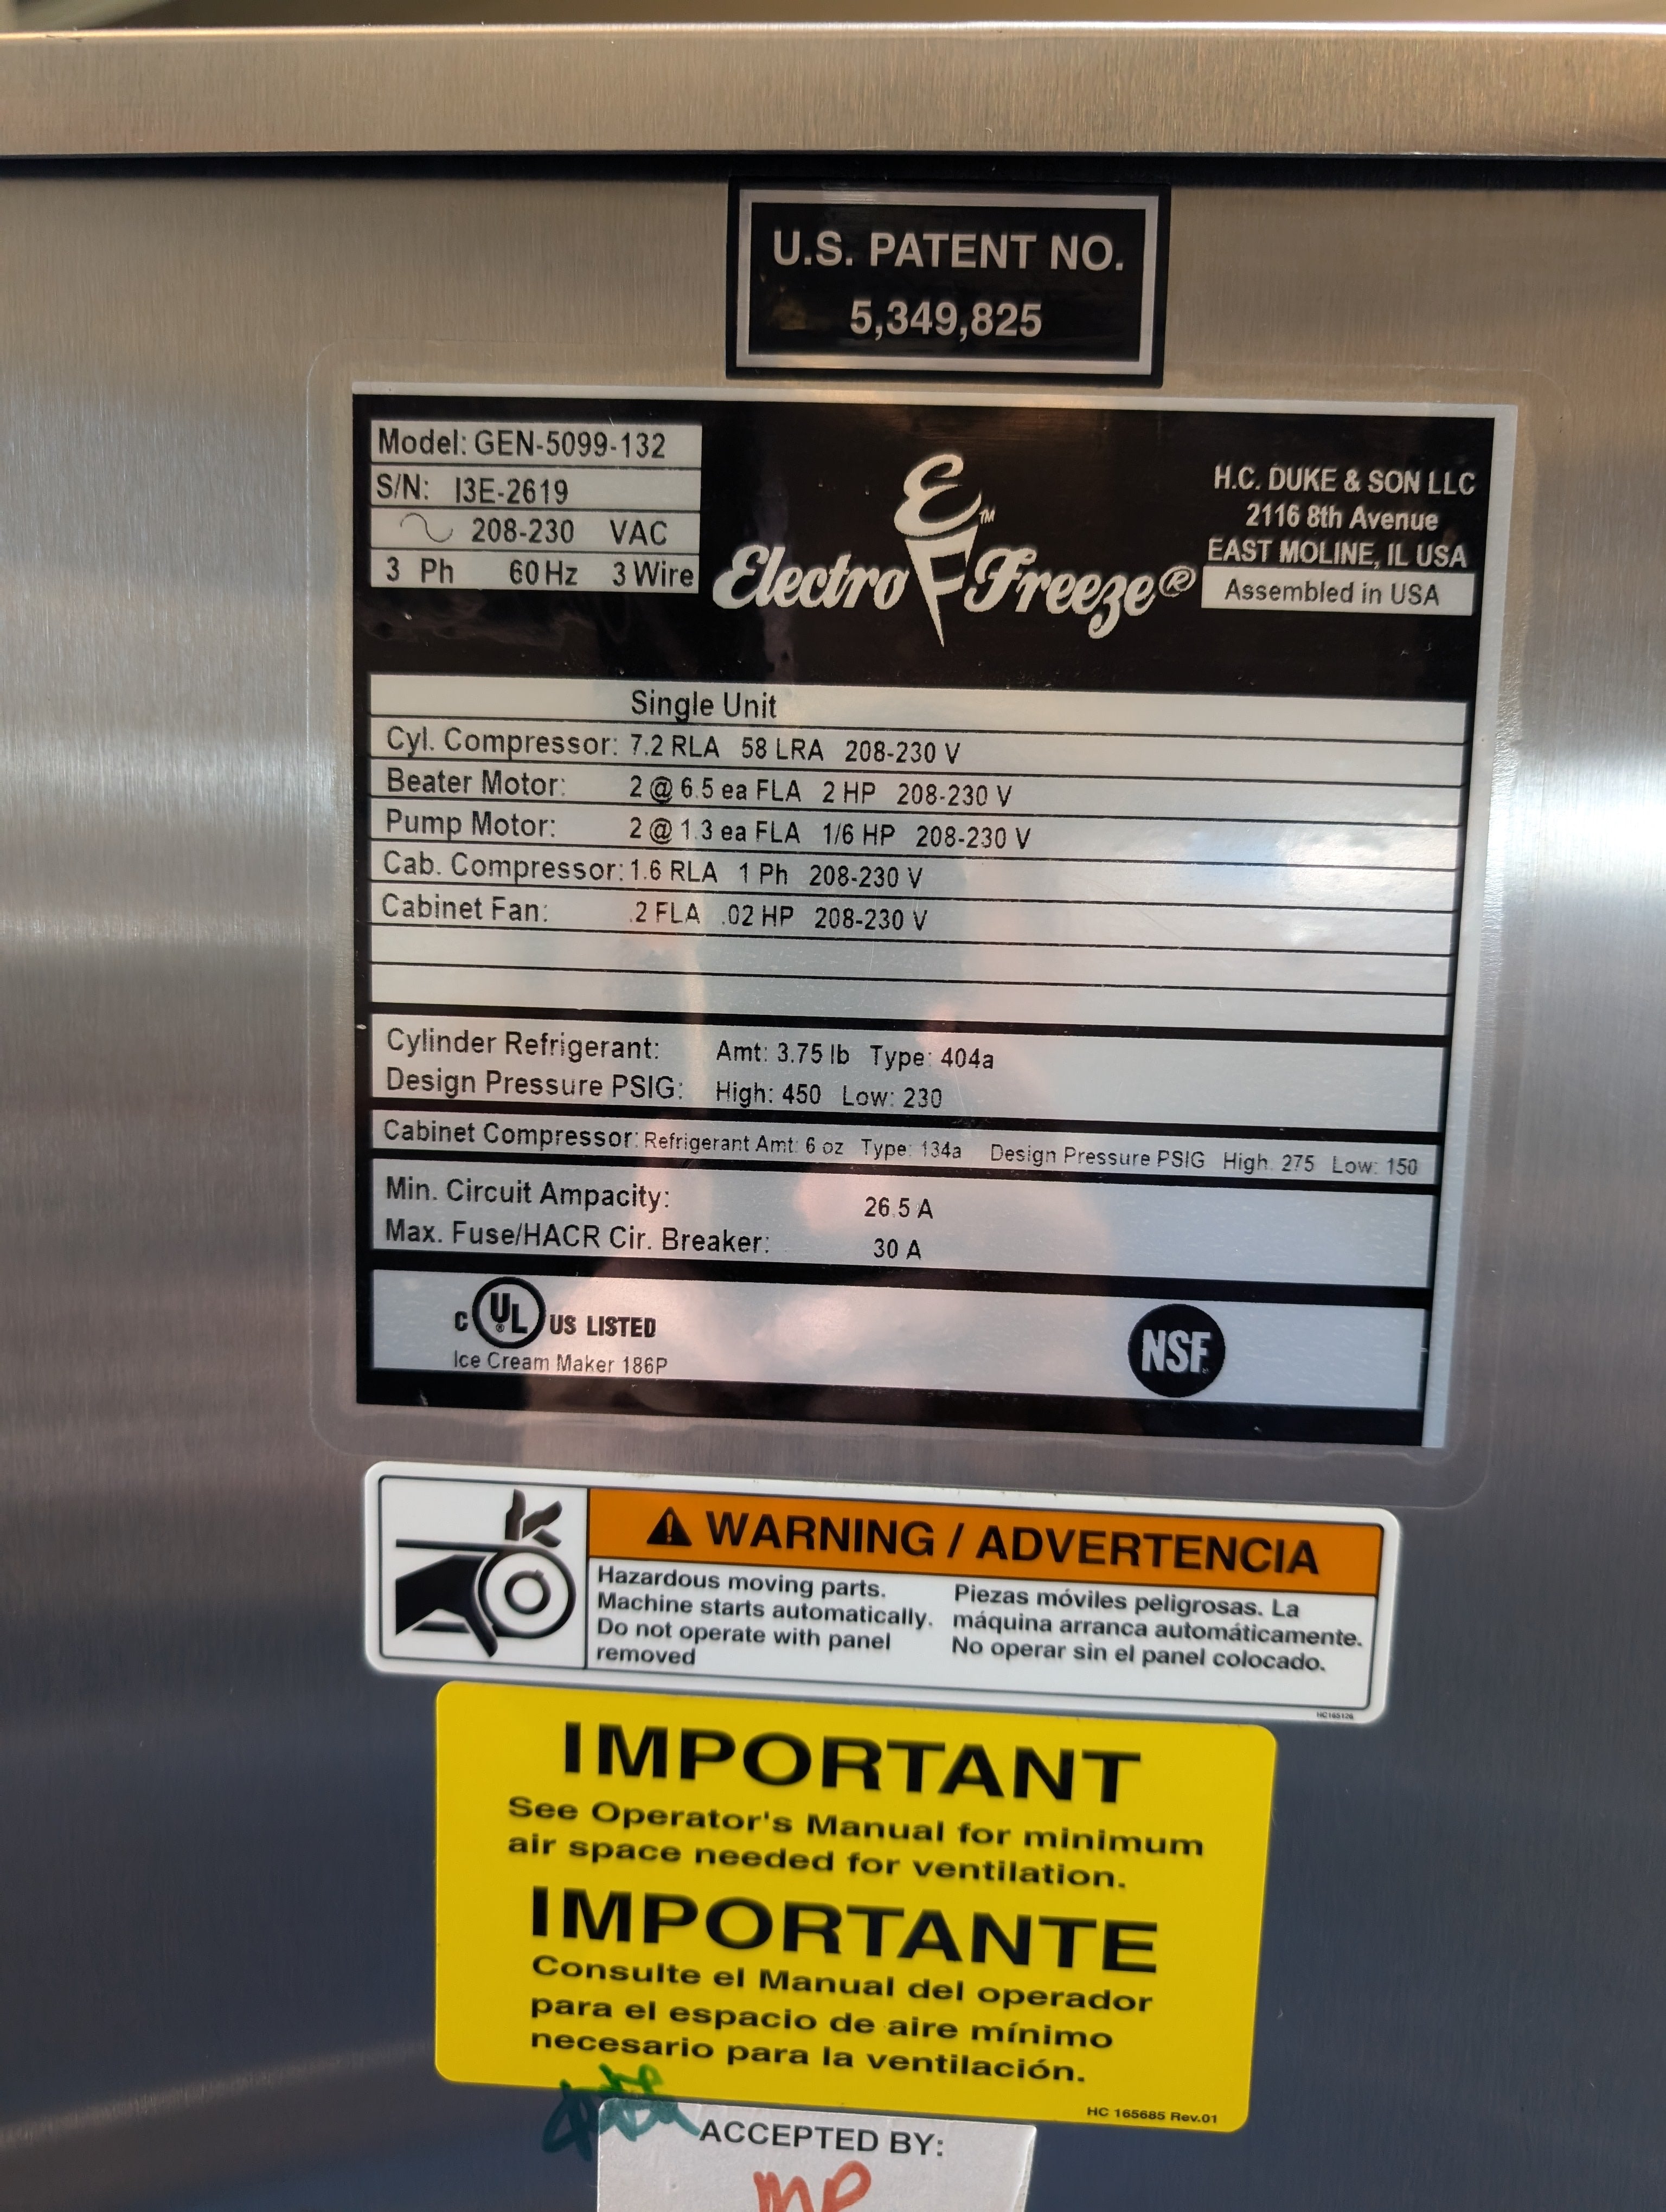 U.S. PATENT NO.
5,349,825
Model: GEN-5099-132
S/N: I3E-2619
208-230 VAC
3 Ph 60 Hz 3 Wire
E
F
TM
Electro Freeze®
H.C. DUKE & SON LLC
2116 8th Avenue
EAST MOLINE, IL USA
Assembled in USA
Single Unit
Cyl. Compressor: 7.2 RLA 58 LRA 208-230 V
Beater Motor: 2 @ 6.5 ea FLA 2 HP 208-230 V
Pump Motor: 2 @ 1.3 ea FLA 1/6 HP 208-230 V
Cab. Compressor: 1.6 RLA 1 Ph 208-230 V
Cabinet Fan: .2 FLA .02 HP 208-230 V
Cylinder Refrigerant: Amt: 3.75 lb Type: 404a
Design Pressure PSIG: High: 450 Low: 230
Cabinet Compressor: Refrigerant Amt: 6 oz Type: 134a Design Pressure PSIG High: 275 Low: 150
Min. Circuit Ampacity: 26.5 A
Max. Fuse/HACR Cir. Breaker: 30 A
C UL ® US LISTED
Ice Cream Maker 186P
NSF
WARNING / ADVERTENCIA
Hazardous moving parts.
Machine starts automatically.
Do not operate with panel
removed
Piezas móviles peligrosas. La
máquina arranca automáticamente.
No operar sin el panel colocado.
HC165126
IMPORTANT
See Operator's Manual for minimum
air space needed for ventilation.
IMPORTANTE
Consulte el Manual del operador
para el espacio de aire mínimo
necesario para la ventilación.
HC 165685 Rev.01
ACCEPTED BY:
MP